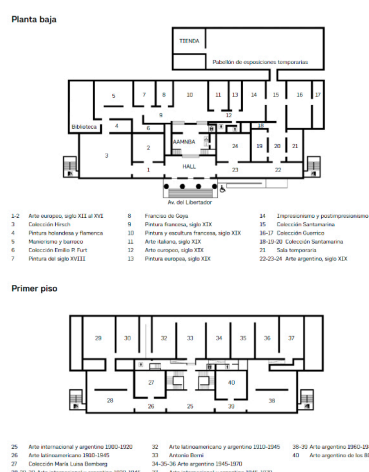 Planta baja
TIENDA
Pabellón de exposiciones temporarias
5
7
8
10
11
13
14
15
16
17
9
12
Biblioteca
4
6
18
AAMNBA
3
2
24
19
20
21
HALL
1
23
22
Av. del Libertador
1-2 Arte europeo, siglo XII al XVI
3 Colección Hirsch
4 Pintura holandesa y flamenca
5 Manierismo y barroco
6 Colección Emilio P. Furt
7 Pintura del siglo XVIII
8 Francisco de Goya
9 Pintura francesa, siglo XIX
10 Pintura y escultura francesa, siglo XIX
11 Arte italiano, siglo XIX
12 Arte europeo, siglo XIX
13 Pintura europea, siglo XIX
14 Impresionismo y postimpresionismo
15 Colección Santamarina
16-17 Colección Guerrico
18-19-20 Colección Santamarina
21 Sala temporaria
22-23-24 Arte argentino, siglo XIX
Primer piso
29
30
32
33
34
35
36
37
27
40
28
26
25
39
38
25 Arte internacional y argentino 1900-1920
26 Arte latinoamericano 1910-1945
27 Colección María Luisa Bemberg
32 Arte latinoamericano y argentino 1910-1945
33 Antonio Berni
34-35-36 Arte argentino 1945-1970
38-39 Arte argentino 1960-19
40 Arte argentino de los 80